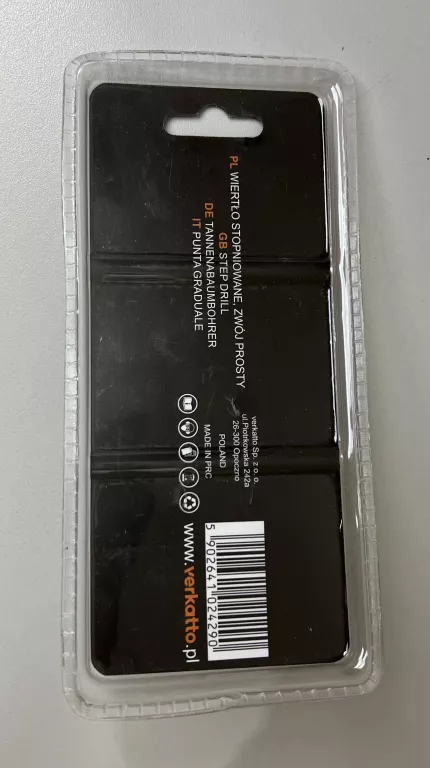 PL WIERTŁO STOPNIOWANE, ZWÓJ PROSTY
GB STEP DRILL
DE TANNENABAUMBOHRER
IT PUNTA GRADUALE
verkatto Sp. z o. o.
ul Piotrkowska 242a
26-300 Opoczno
POLAND
MADE IN PRC
www.verkatto.pl
5 902641 024290